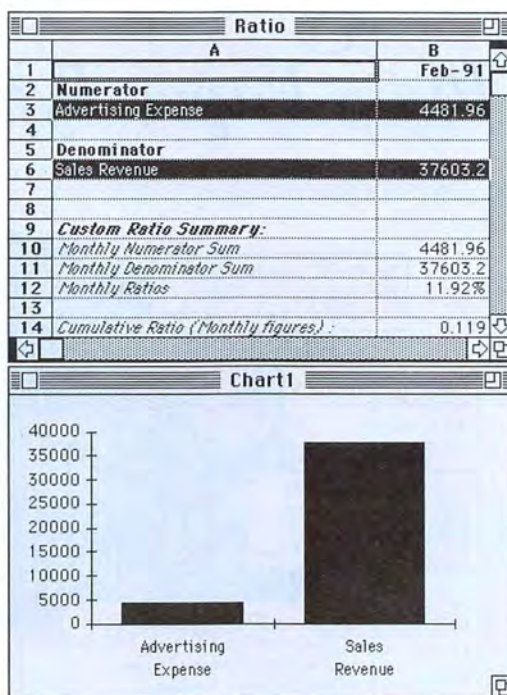 Ratio
A B
1 Feb-91
2 Numerator
3 Advertising Expense 4481.96
4
5 Denominator
6 Sales Revenue 37603.2
7
8
9 Custom Ratio Summary:
10 Monthly Numerator Sum 4481.96
11 Monthly Denominator Sum 37603.2
12 Monthly Ratios 11.92%
13
14 Cumulative Ratio (Monthly figures) : 0.119
Chart1
40000
35000
30000
25000
20000
15000
10000
5000
0
Advertising Expense
Sales Revenue